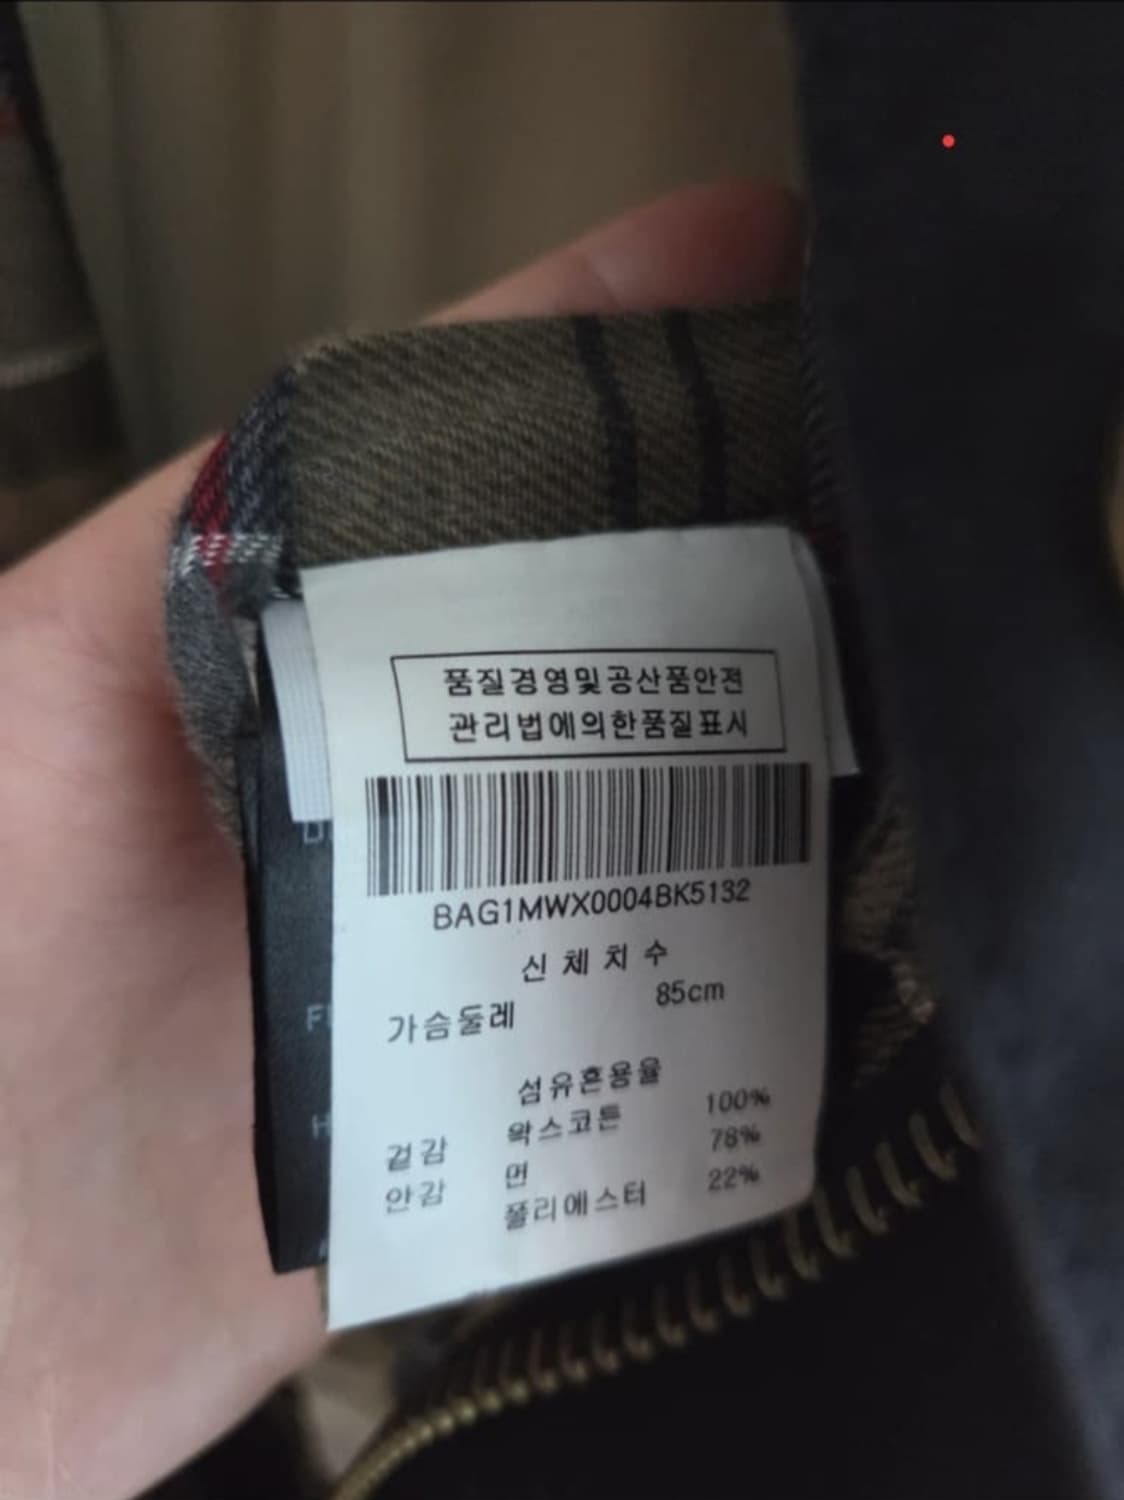 품질경영및공산품안전
관리법에의한품질표시
BAG1MWX0004BK5132
신체치수
가슴둘레 85cm
섬유혼용율
겉감 왁스코튼 100%
안감 면 78%
폴리에스터 22%